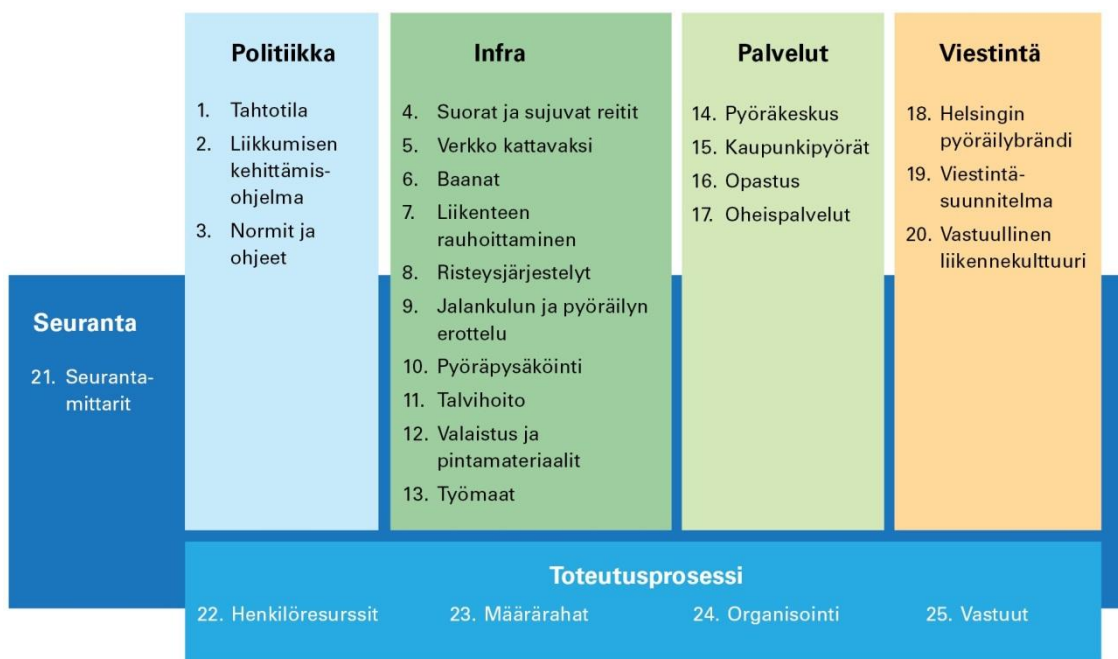 Politiikka
1. Tahtotila
2. Liikkumisen
kehittämis-
ohjelma
3. Normit ja
ohjeet
Infra
4. Suorat ja sujuvat reitit
5. Verkko kattavaksi
6. Baanat
7. Liikenteen
rauhoittaminen
8. Risteysjärjestelyt
9. Jalankulun ja pyöräilyn
erottelu
10. Pyöräpysäköinti
11. Talvihoito
12. Valaistus ja
pintamateriaalit
13. Työmaat
Palvelut
14. Pyöräkeskus
15. Kaupunkipyörät
16. Opastus
17. Oheispalvelut
Viestintä
18. Helsingin
pyöräilybrändi
19. Viestintä-
suunnitelma
20. Vastuullinen
liikennekulttuuri
Seuranta
21. Seuranta-
mittarit
Toteutusprosessi
22. Henkilöresurssit
23. Määrärahat
24. Organisointi
25. Vastuut